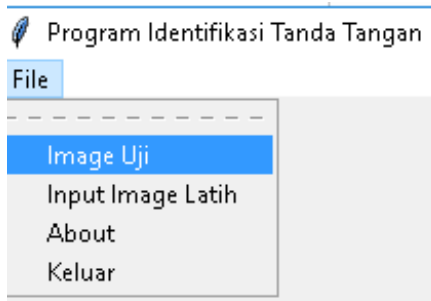 Program Identifikasi Tanda Tangan
File
Image Uji
Input Image Latih
About
Keluar